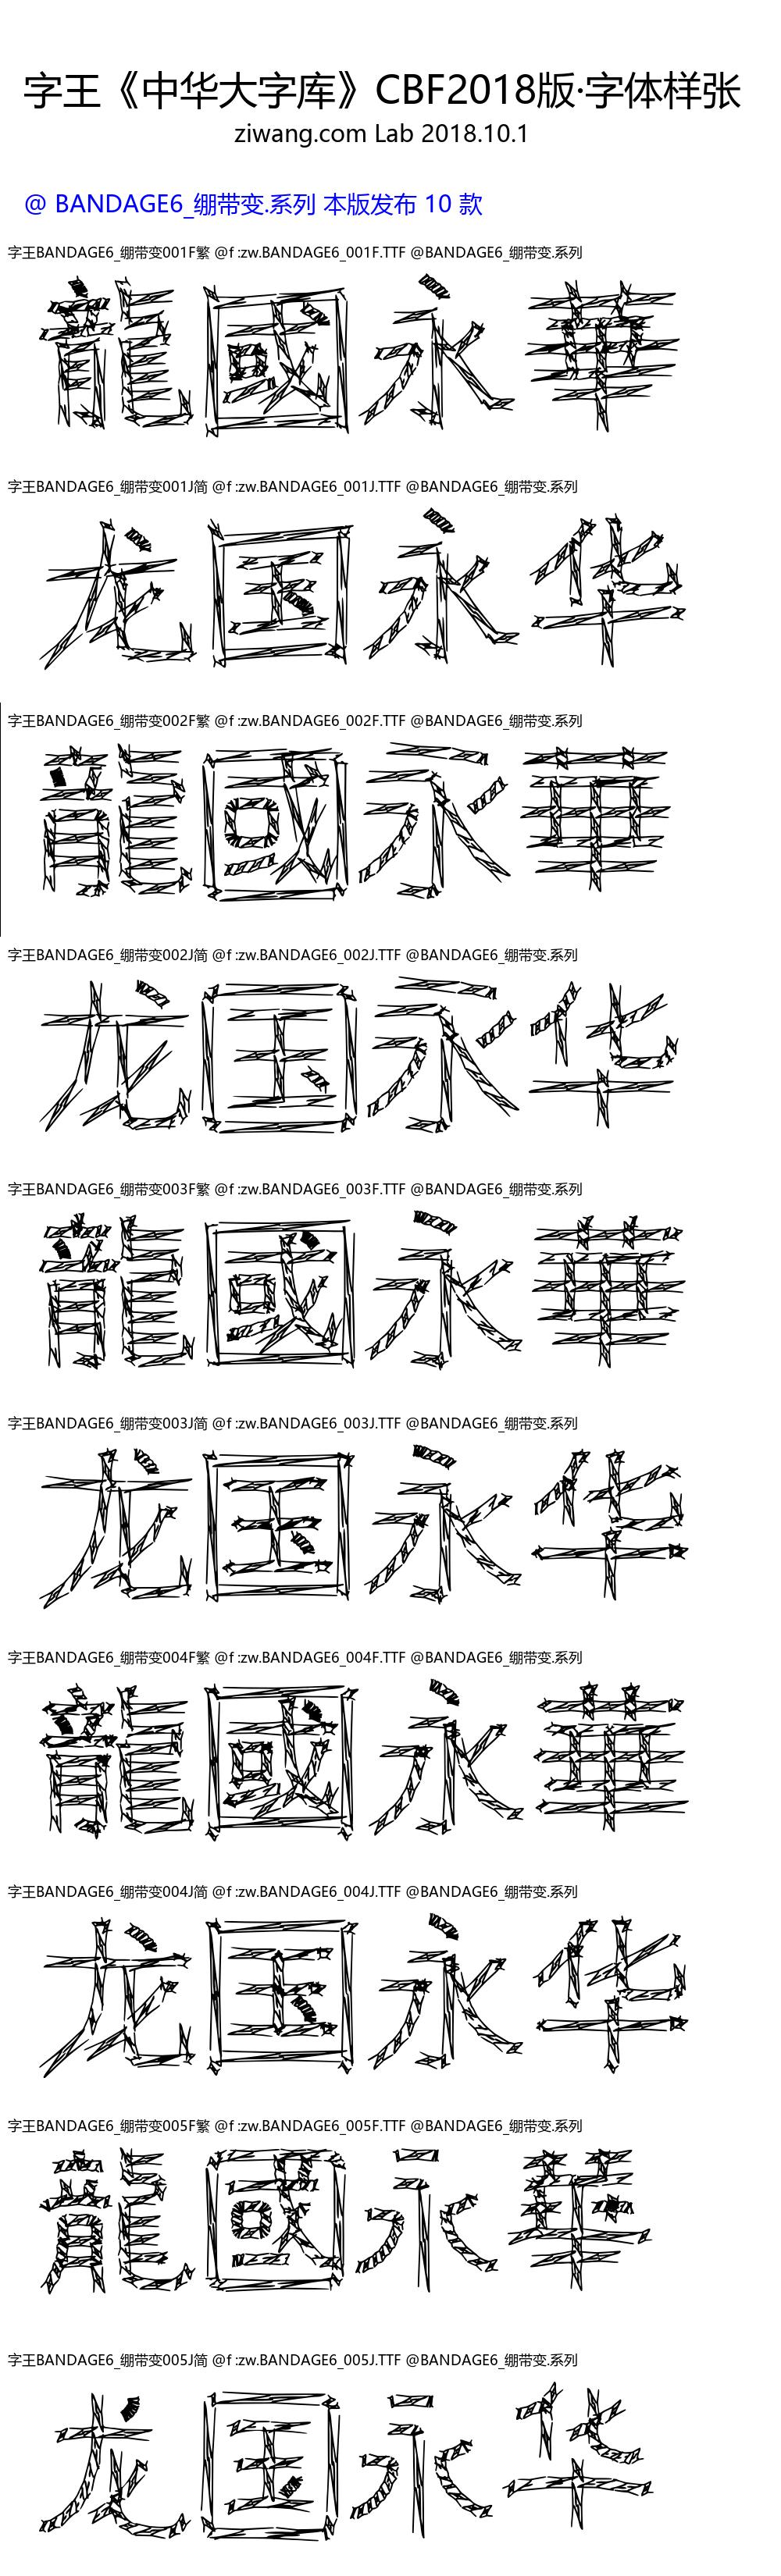 字王《中华大字库》CBF2018版·字体样张
ziwang.com Lab 2018.10.1
@ BANDAGE6_绷带变.系列 本版发布 10 款
字王BANDAGE6_绷带变001F繁 @f :zw.BANDAGE6_001F.TTF @BANDAGE6_绷带变.系列
龍國永華
字王BANDAGE6_绷带变001J简 @f :zw.BANDAGE6_001J.TTF @BANDAGE6_绷带变.系列
龙国永华
字王BANDAGE6_绷带变002F繁 @f :zw.BANDAGE6_002F.TTF @BANDAGE6_绷带变.系列
龍國永華
字王BANDAGE6_绷带变002J简 @f :zw.BANDAGE6_002J.TTF @BANDAGE6_绷带变.系列
龙国永华
字王BANDAGE6_绷带变003F繁 @f :zw.BANDAGE6_003F.TTF @BANDAGE6_绷带变.系列
龍國永華
字王BANDAGE6_绷带变003J简 @f :zw.BANDAGE6_003J.TTF @BANDAGE6_绷带变.系列
龙国永华
字王BANDAGE6_绷带变004F繁 @f :zw.BANDAGE6_004F.TTF @BANDAGE6_绷带变.系列
龍國永華
字王BANDAGE6_绷带变004J简 @f :zw.BANDAGE6_004J.TTF @BANDAGE6_绷带变.系列
龙国永华
字王BANDAGE6_绷带变005F繁 @f :zw.BANDAGE6_005F.TTF @BANDAGE6_绷带变.系列
龍國永華
字王BANDAGE6_绷带变005J简 @f :zw.BANDAGE6_005J.TTF @BANDAGE6_绷带变.系列
龙国永华